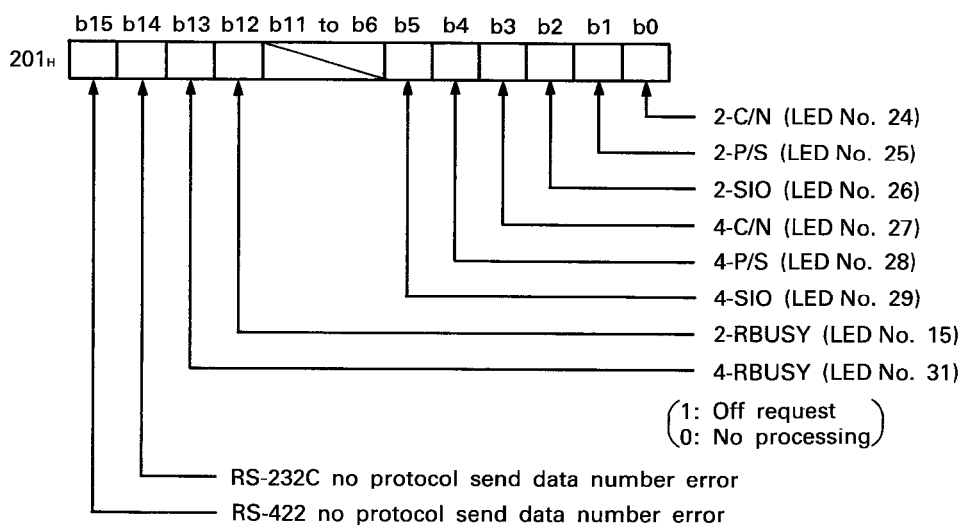 b15 b14 b13 b12 b11 to b6 b5 b4 b3 b2 b1 b0
201H
2-C/N (LED No. 24)
2-P/S (LED No. 25)
2-SIO (LED No. 26)
4-C/N (LED No. 27)
4-P/S (LED No. 28)
4-SIO (LED No. 29)
2-RBUSY (LED No. 15)
4-RBUSY (LED No. 31)
(1: Off request
0: No processing)
RS-232C no protocol send data number error
RS-422 no protocol send data number error